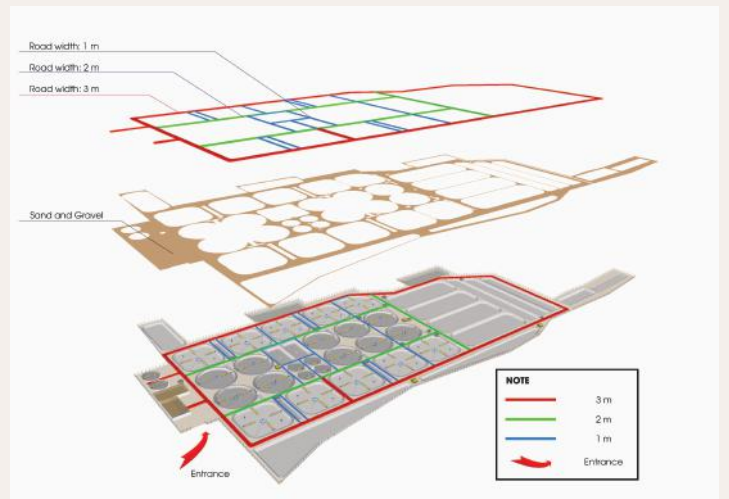 Road width: 1 m
Road width: 2 m
Road width: 3 m
Sand and Gravel
Entrance
NOTE
3 m
2 m
1 m
Entrance